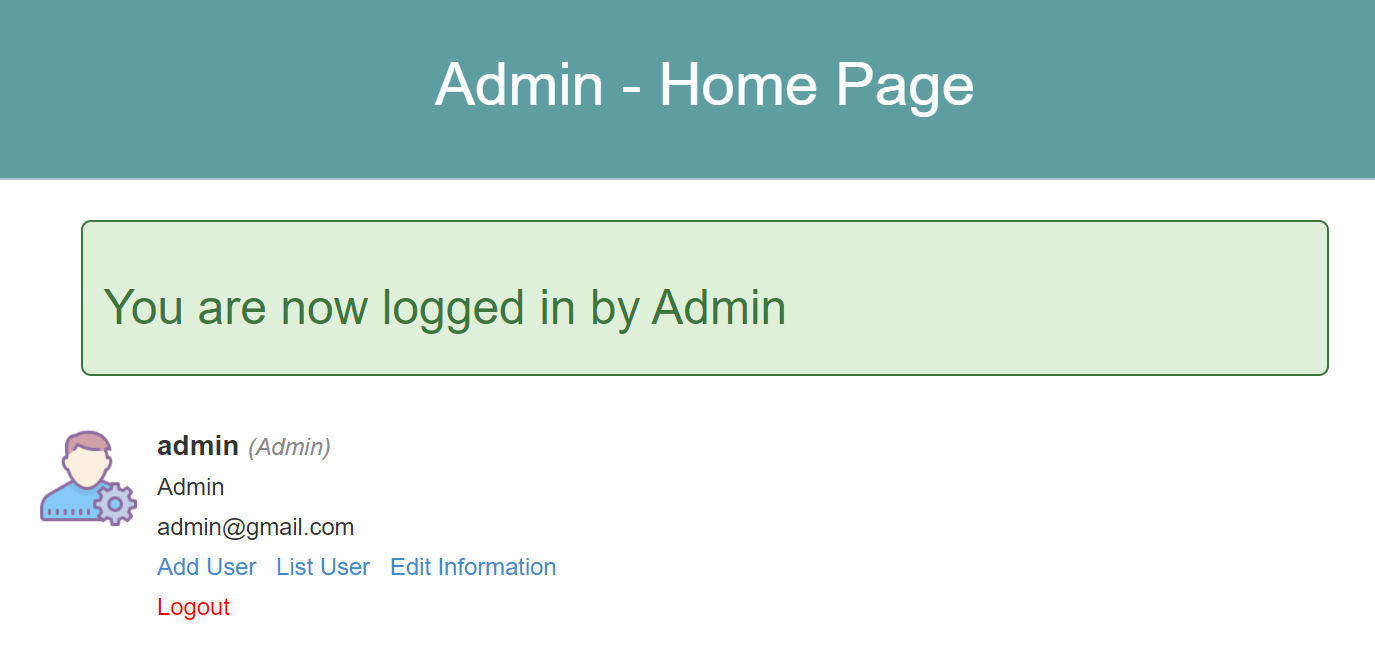 Admin - Home Page
You are now logged in by Admin
admin (Admin)
Admin
admin@gmail.com
Add User List User Edit Information
Logout